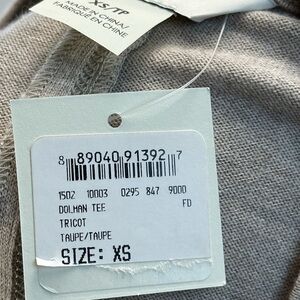 XS/TP
MADE IN CHINA/
FABRIQUÉ EN CHINE
8 89040 91392 7
1502 10003 0295 847 9000
DOLMAN TEE FD
TRICOT
TAUPE/TAUPE
SIZE: XS